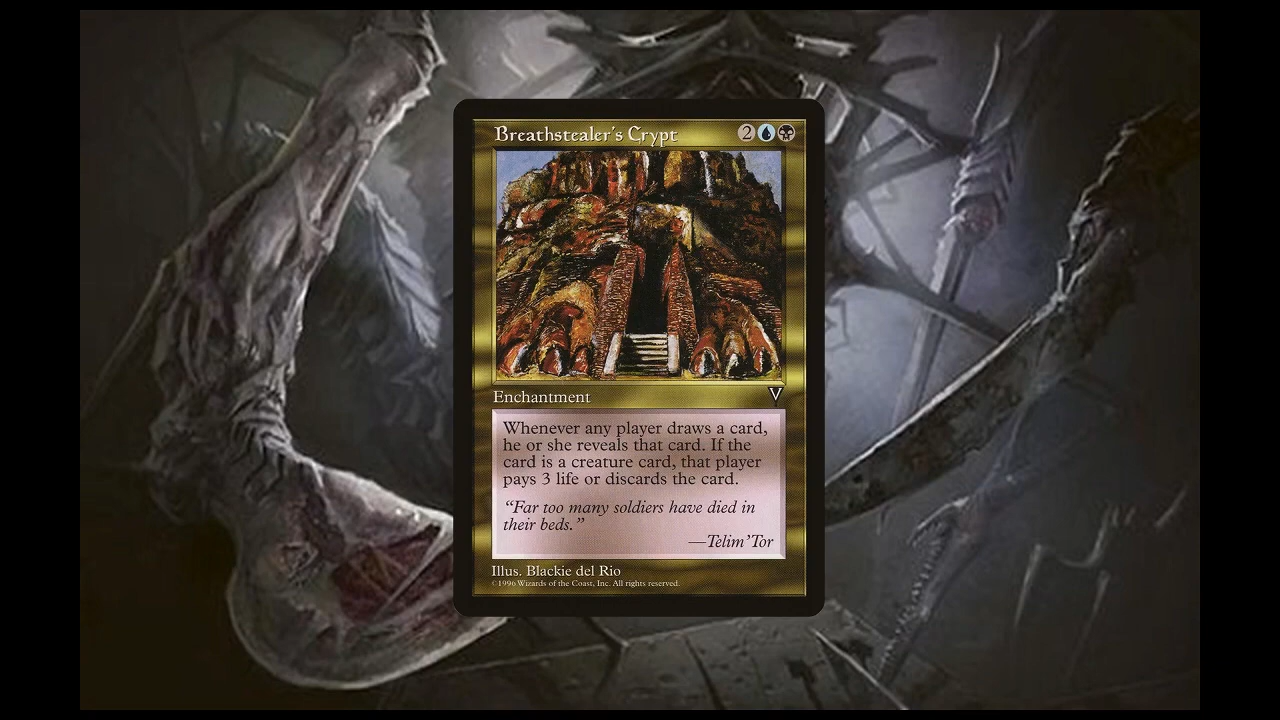 Breathstealer's Crypt 2
Enchantment V
Whenever any player draws a card,
he or she reveals that card. If the
card is a creature card, that player
pays 3 life or discards the card.
“Far too many soldiers have died in
their beds.”
—Telim'Tor
Illus. Blackie del Rio
©1996 Wizards of the Coast, Inc. All rights reserved.